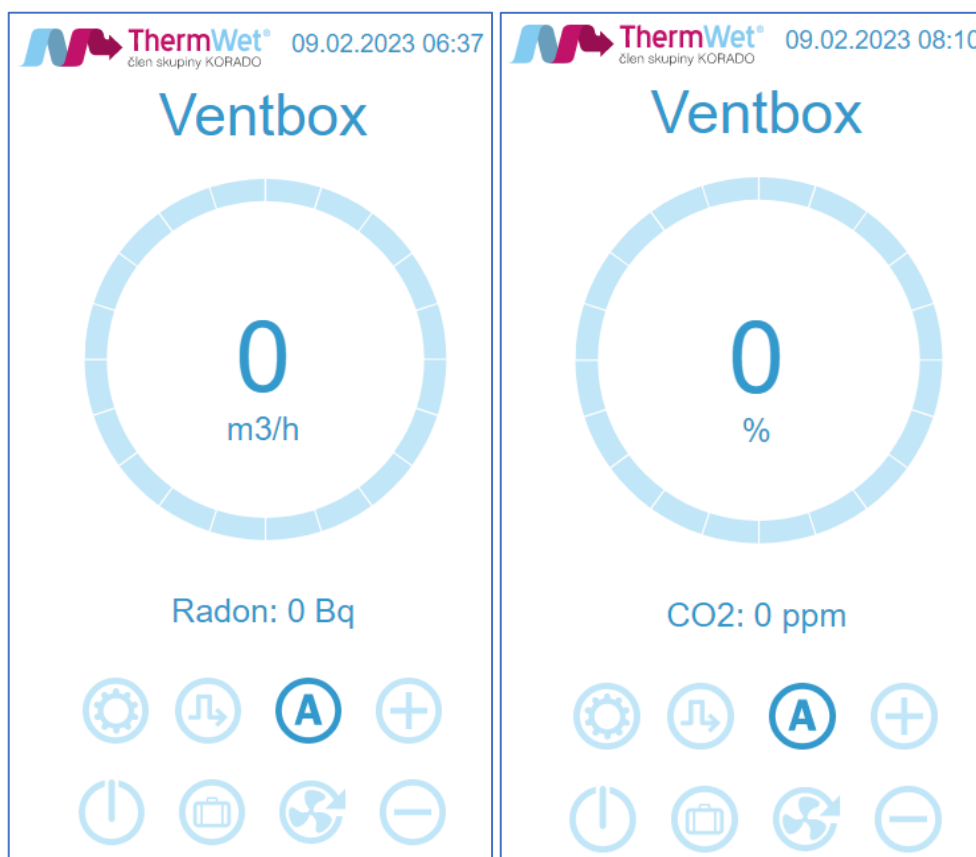 ThermWet® 09.02.2023 06:37
člen skupiny KORADO
Ventbox
0
m3/h
Radon: 0 Bq
A
ThermWet® 09.02.2023 08:10
člen skupiny KORADO
Ventbox
0
%
CO2: 0 ppm
A